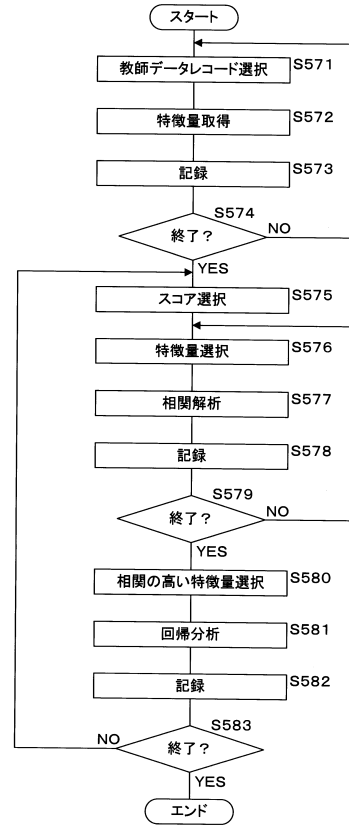 スタート
教師データレコード選択 S571
特徴量取得 S572
記録 S573
S574
終了？ NO
YES
スコア選択 S575
特徴量選択 S576
相関解析 S577
記録 S578
S579
終了？ NO
YES
相関の高い特徴量選択 S580
回帰分析 S581
記録 S582
S583
NO 終了？
YES
エンド